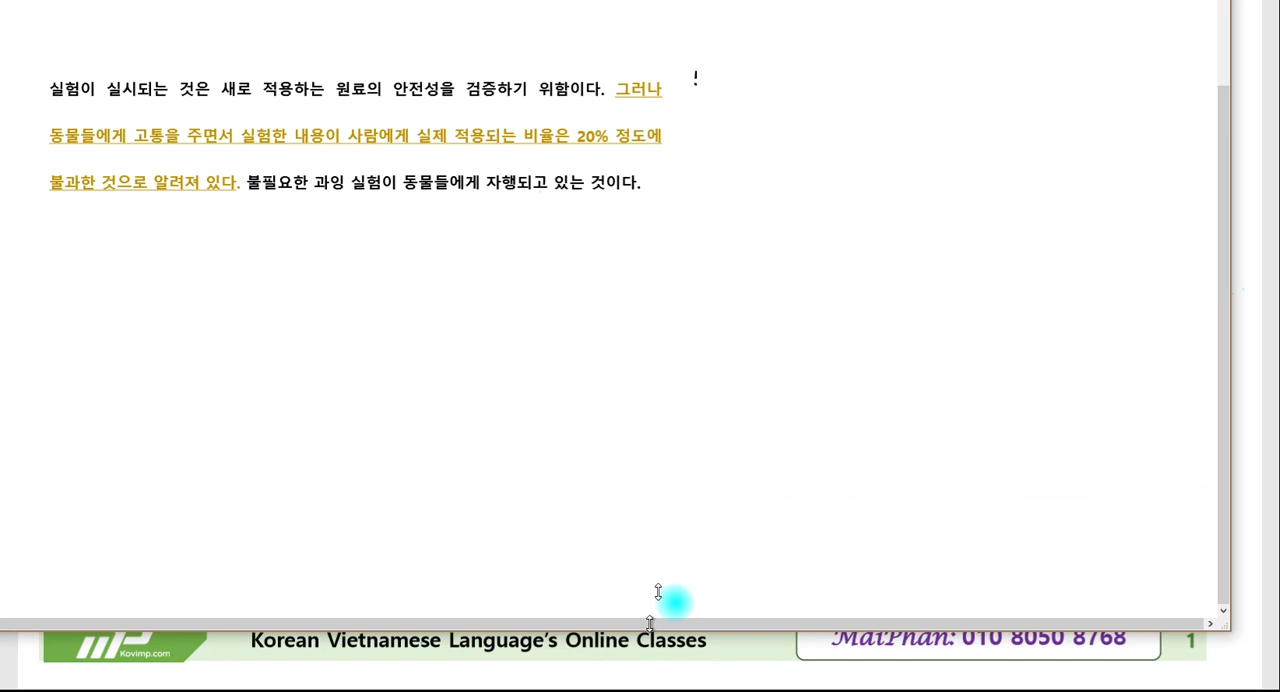 실험이 실시되는 것은 새로 적용하는 원료의 안전성을 검증하기 위함이다. 그러나
동물들에게 고통을 주면서 실험한 내용이 사람에게 실제 적용되는 비율은 20% 정도에
불과한 것으로 알려져 있다. 불필요한 과잉 실험이 동물들에게 자행되고 있는 것이다.
Kovimp.com
Korean Vietnamese Language's Online Classes
MaiPhan: 010 8050 8768
1